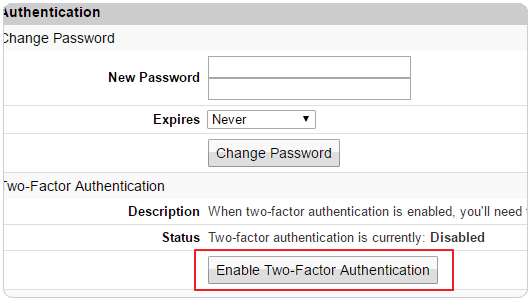 Authentication
Change Password
New Password
Expires Never
Change Password
Two-Factor Authentication
Description When two-factor authentication is enabled, you'll need
Status Two-factor authentication is currently: Disabled
Enable Two-Factor Authentication